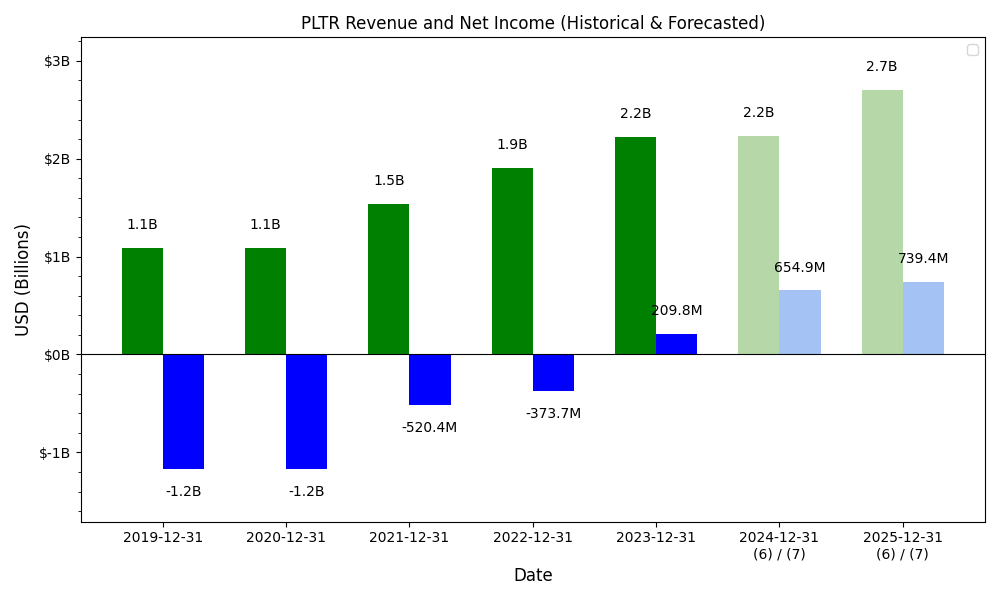 PLTR Revenue and Net Income (Historical & Forecasted)
USD (Billions)
$3B
$2B
$1B
$0B
$-1B
1.1B
-1.2B
1.1B
-1.2B
1.5B
-520.4M
1.9B
-373.7M
2.2B
209.8M
2.2B
654.9M
2.7B
739.4M
2019-12-31
2020-12-31
2021-12-31
2022-12-31
2023-12-31
2024-12-31
(6) / (7)
2025-12-31
(6) / (7)
Date